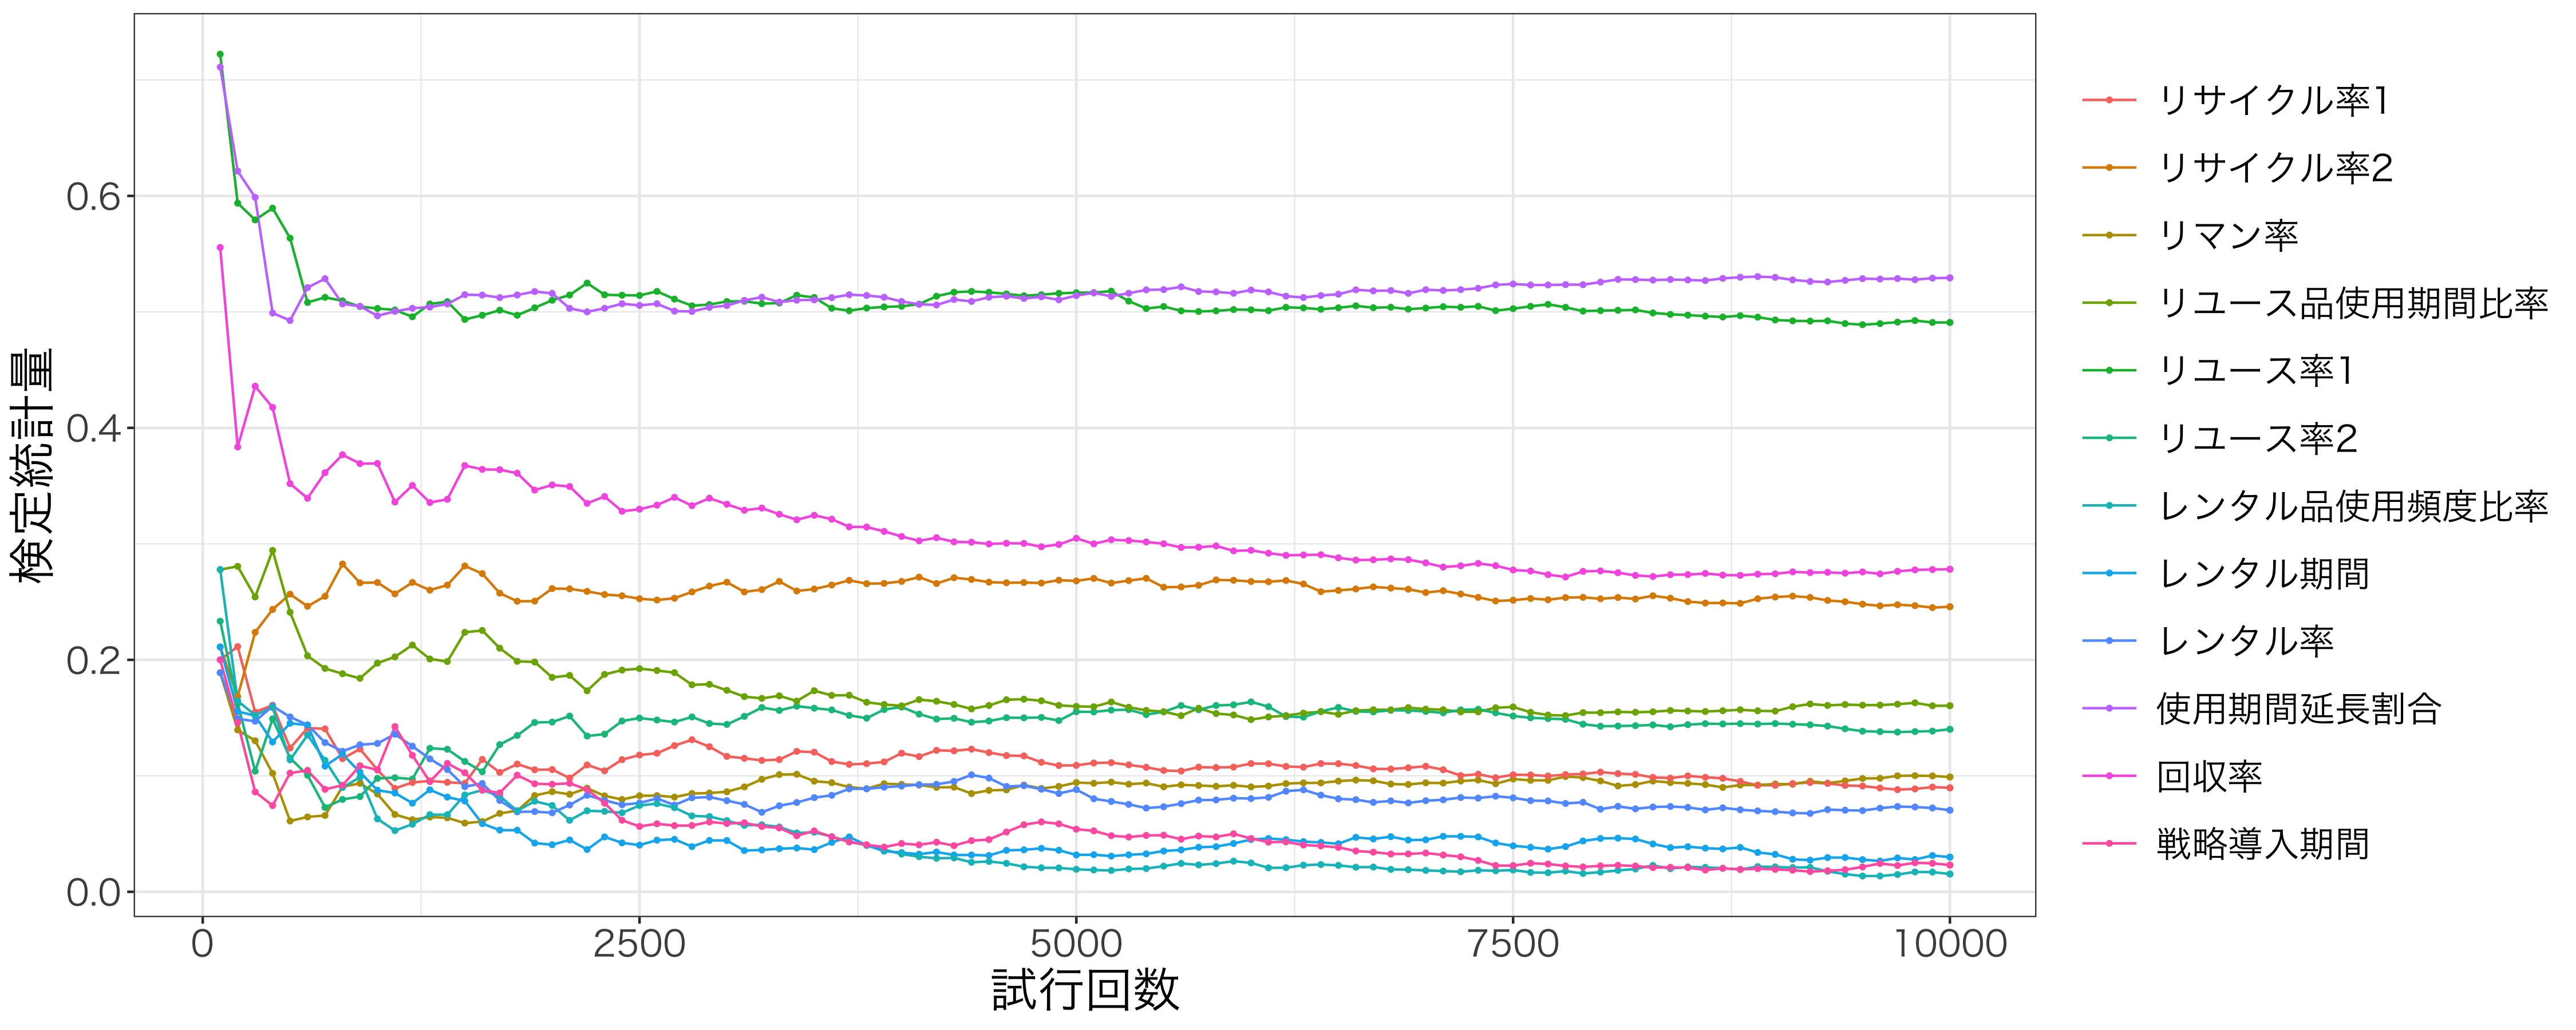 検定統計量
0.6
0.4
0.2
0.0
0
2500
5000
7500
10000
試行回数
リサイクル率1
リサイクル率2
リマン率
リユース品使用期間比率
リユース率1
リユース率2
レンタル品使用頻度比率
レンタル期間
レンタル率
使用期間延長割合
回収率
戦略導入期間